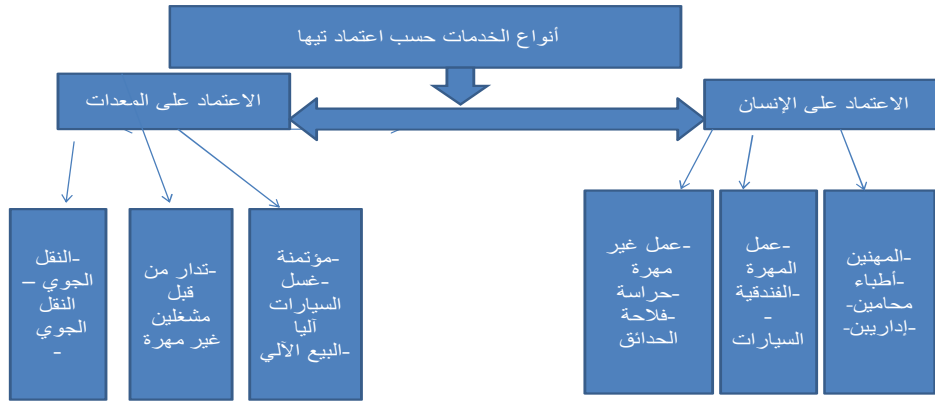 أنواع الخدمات حسب اعتماد تيها
الاعتماد على الإنسان
الاعتماد على المعدات
-المهنين
-أطباء
محامين-
-إداريبن-
عمل-
المهرة
-الفندقية
-
السيارات
-عمل غير
مهرة
-حراسة
-فلاحة
الحدائق
-مؤتمنة
-غسل
السيارات
آليا
-البيع الآلي
-تدار من
قبل
مشغلين
غير مهرة
-النقل
الجوي –
النقل
الجوي
-